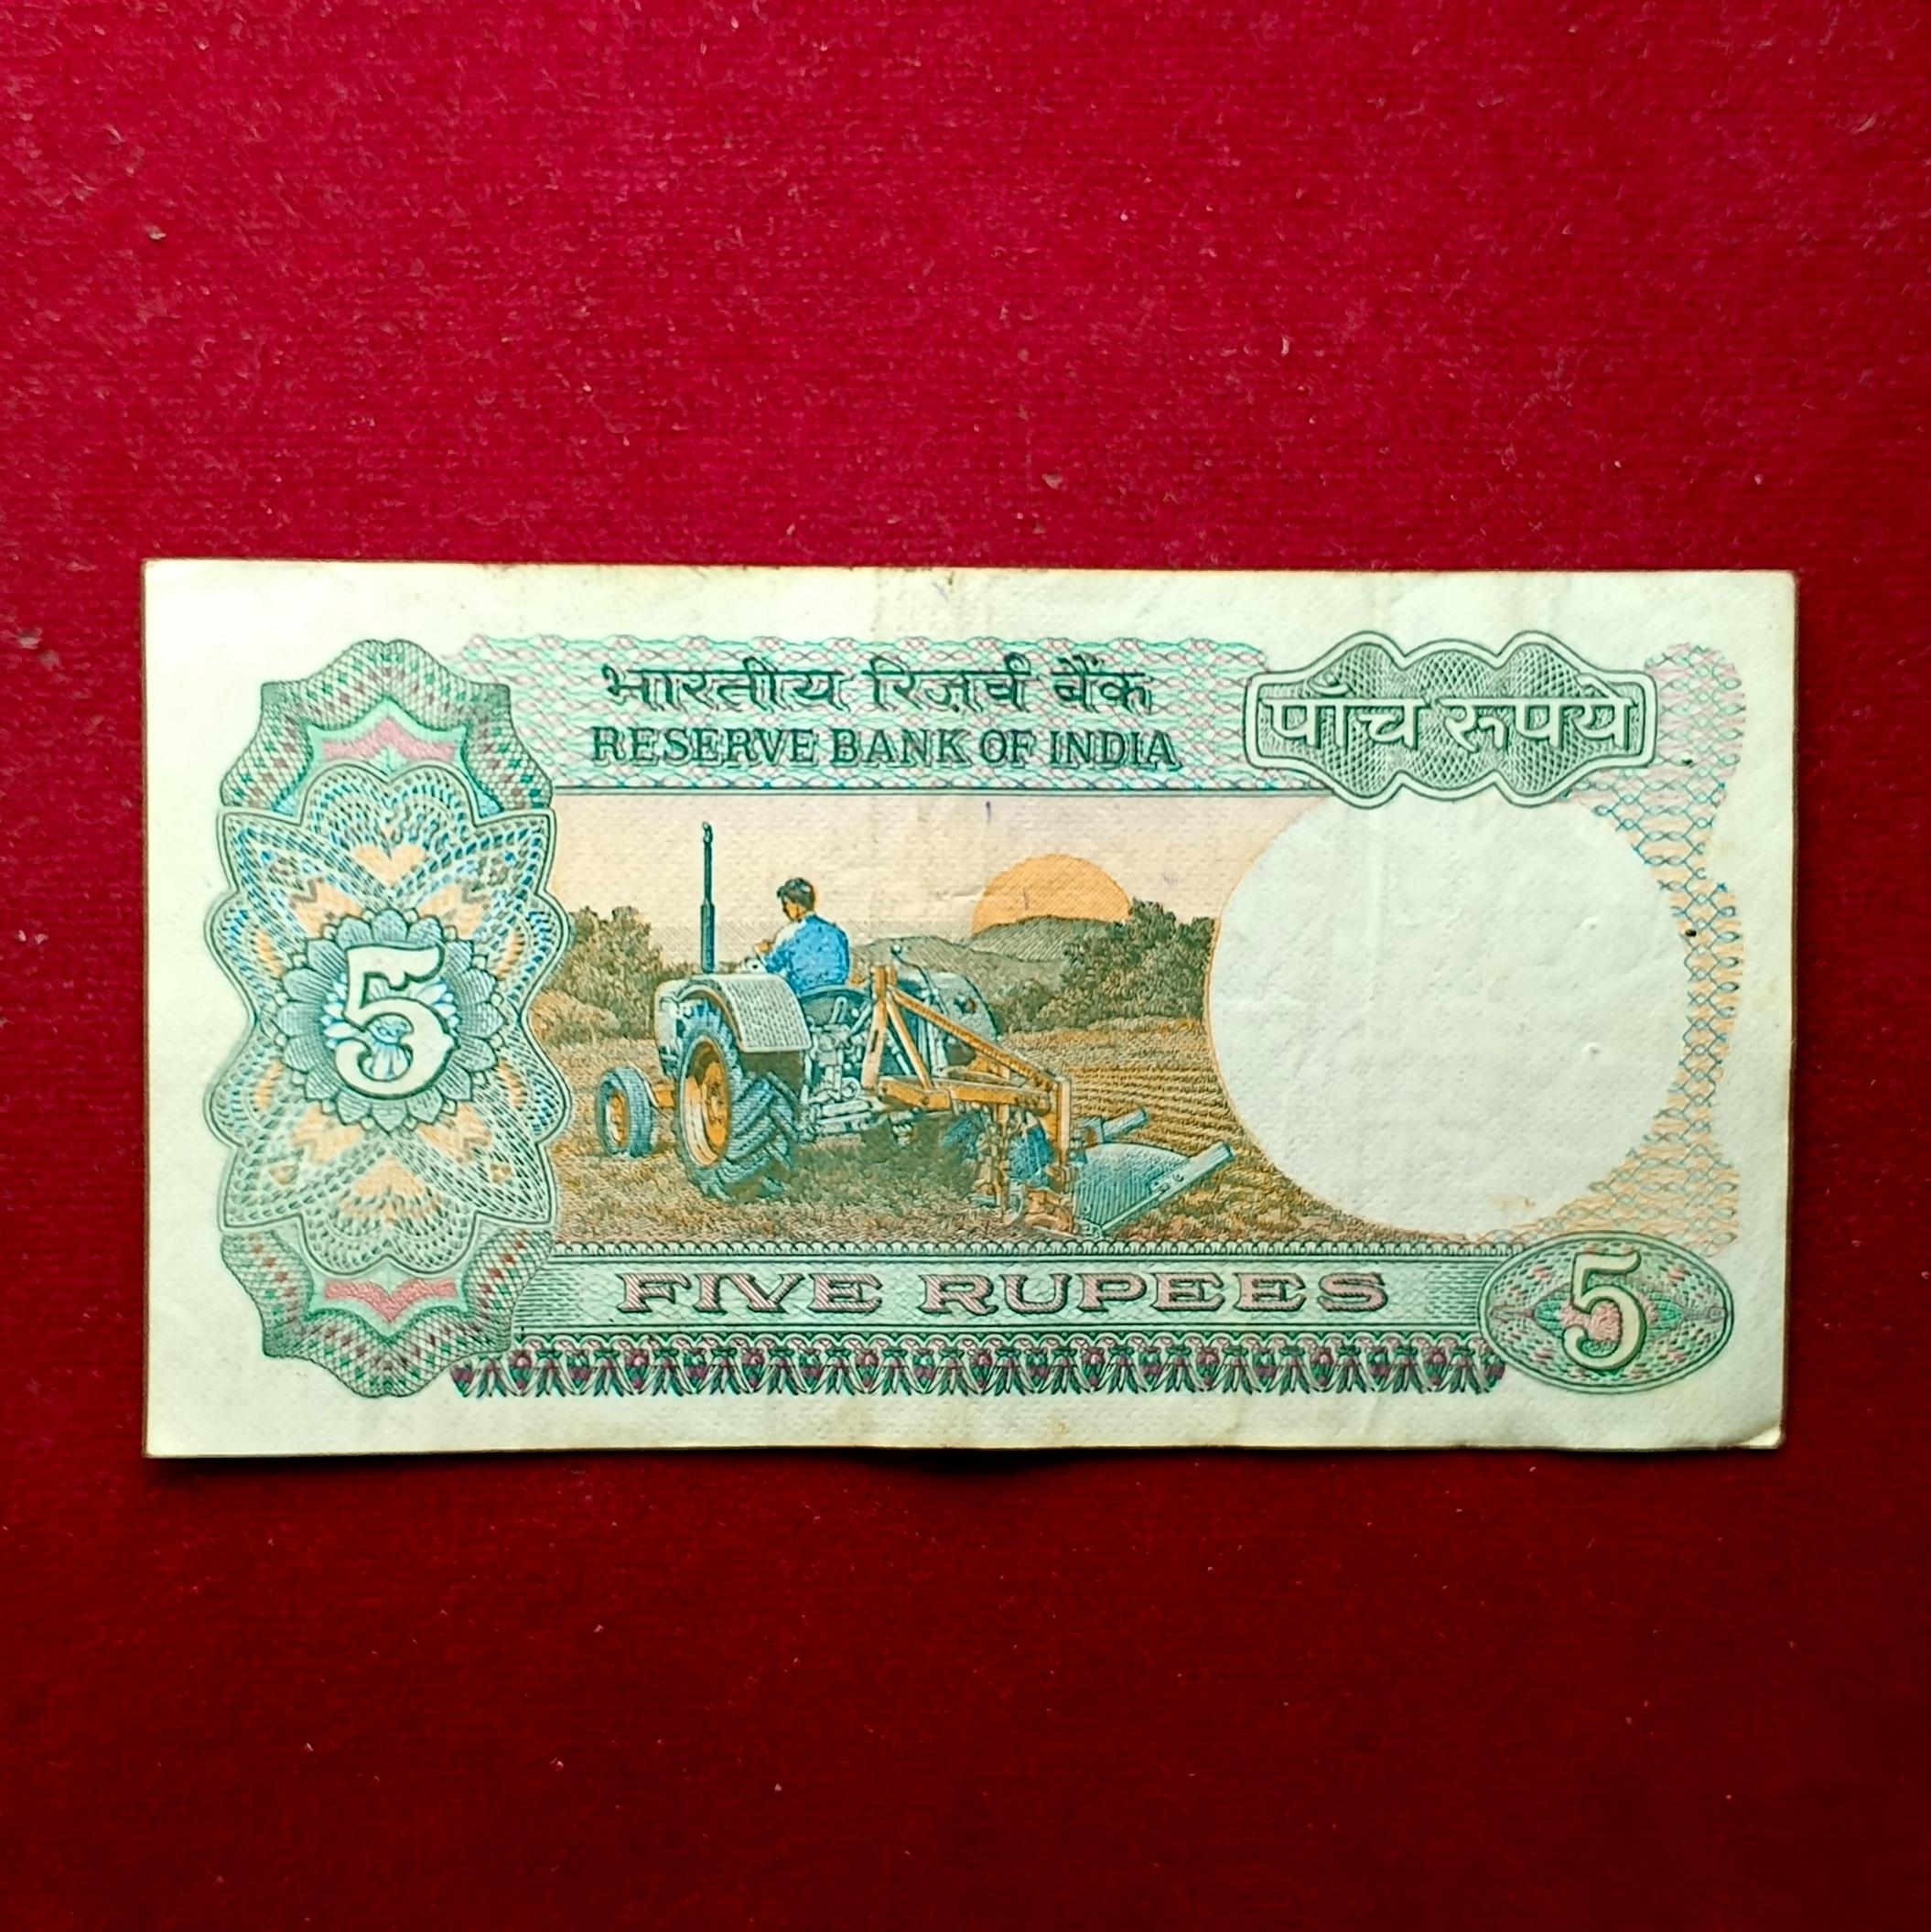 भारतीय रिज़र्व बैंक
RESERVE BANK OF INDIA
पाँच रूपये
5
FIVE RUPEES
5